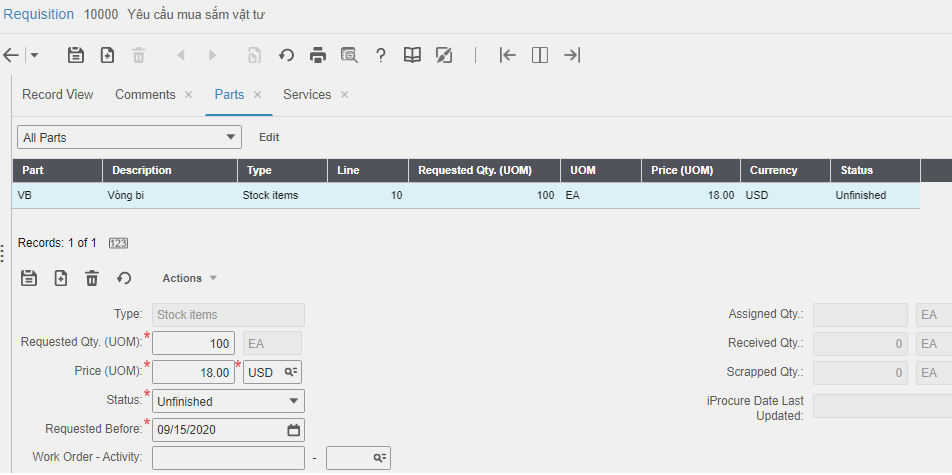 Requisition 10000 Yêu cầu mua sắm vật tư
Record View Comments × Parts × Services ×
All Parts Edit
Part Description Type Line Requested Qty. (UOM) UOM Price (UOM) Currency Status
VB Vòng bi Stock items 10 100 EA 18.00 USD Unfinished
Records: 1 of 1 123
Actions
Type: Stock items Assigned Qty.: EA
Requested Qty. (UOM):* 100 EA Received Qty.: 0 EA
Price (UOM):* 18.00 * USD Scrapped Qty.: 0 EA
Status:* Unfinished iProcure Date Last
Updated:
Requested Before:* 09/15/2020
Work Order - Activity: -